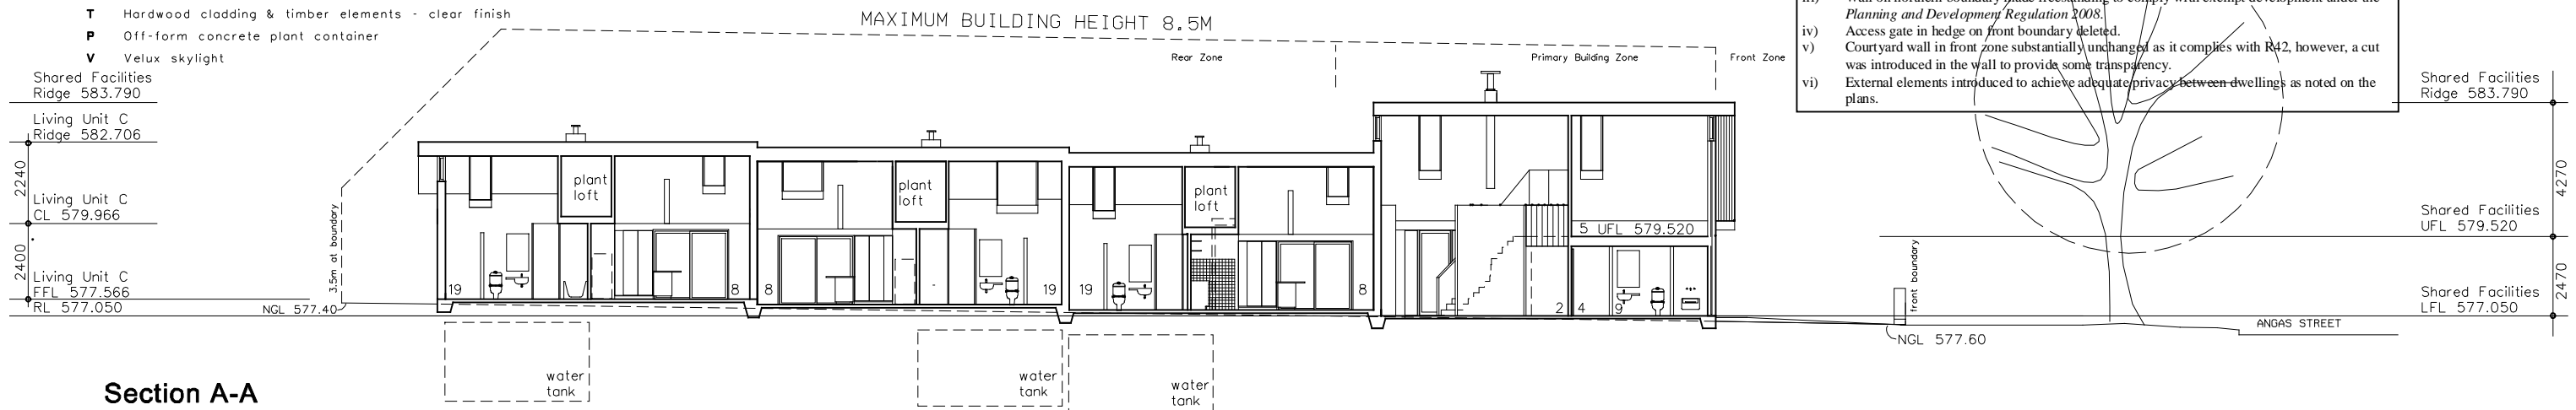 T Hardwood cladding & timber elements - clear finish
P Off-form concrete plant container
V Velux skylight
MAXIMUM BUILDING HEIGHT 8.5M
Rear Zone
Primary Building Zone
Front Zone
Planning and Development Regulation 2008.
iv) Access gate in hedge on front boundary deleted.
v) Courtyard wall in front zone substantially unchanged as it complies with R42, however, a cut
was introduced in the wall to provide some transparency.
vi) External elements introduced to achieve adequate privacy between dwellings as noted on the
plans.
Shared Facilities
Ridge 583.790
Living Unit C
Ridge 582.706
2240
Living Unit C
CL 579.966
2400
Living Unit C
FFL 577.566
RL 577.050
3.5m at boundary
NGL 577.40
plant
loft
plant
loft
plant
loft
19
8
8
19
19
8
5 UFL 579.520
2
4
9
front boundary
NGL 577.60
ANGAS STREET
Shared Facilities
Ridge 583.790
4270
Shared Facilities
UFL 579.520
2470
Shared Facilities
LFL 577.050
water
tank
water
tank
water
tank
Section A-A